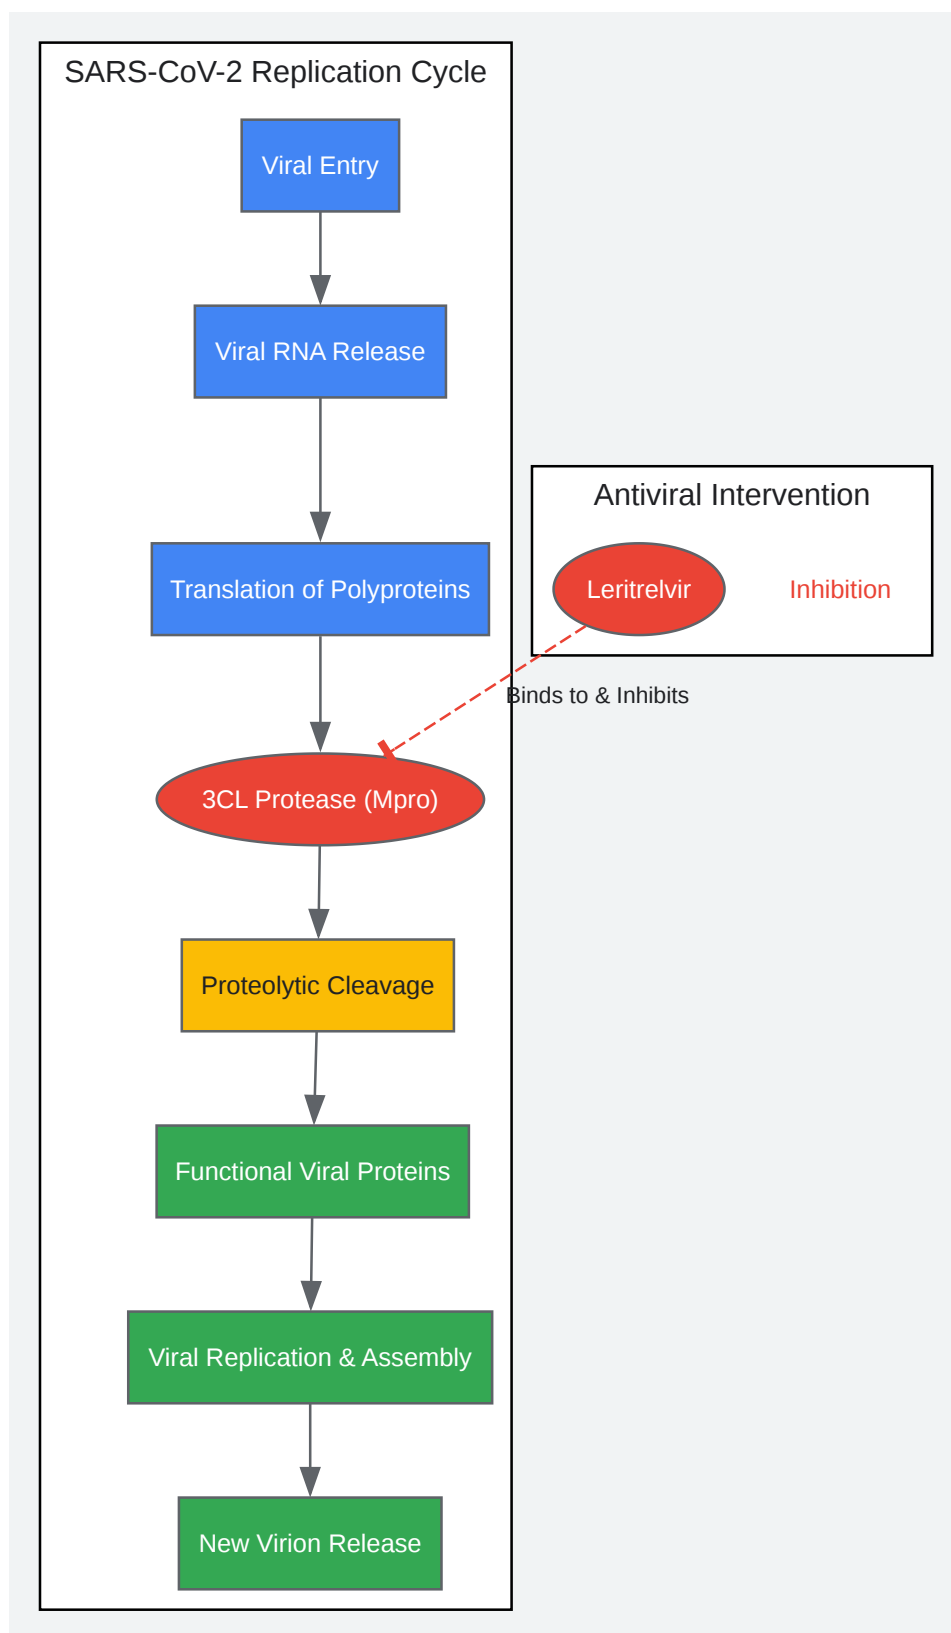 SARS-CoV-2 Replication Cycle
Viral Entry
Viral RNA Release
Antiviral Intervention
Translation of Polyproteins
Leritrelvir
Inhibition
Binds to & Inhibits
3CL Protease (Mpro)
Proteolytic Cleavage
Functional Viral Proteins
Viral Replication & Assembly
New Virion Release